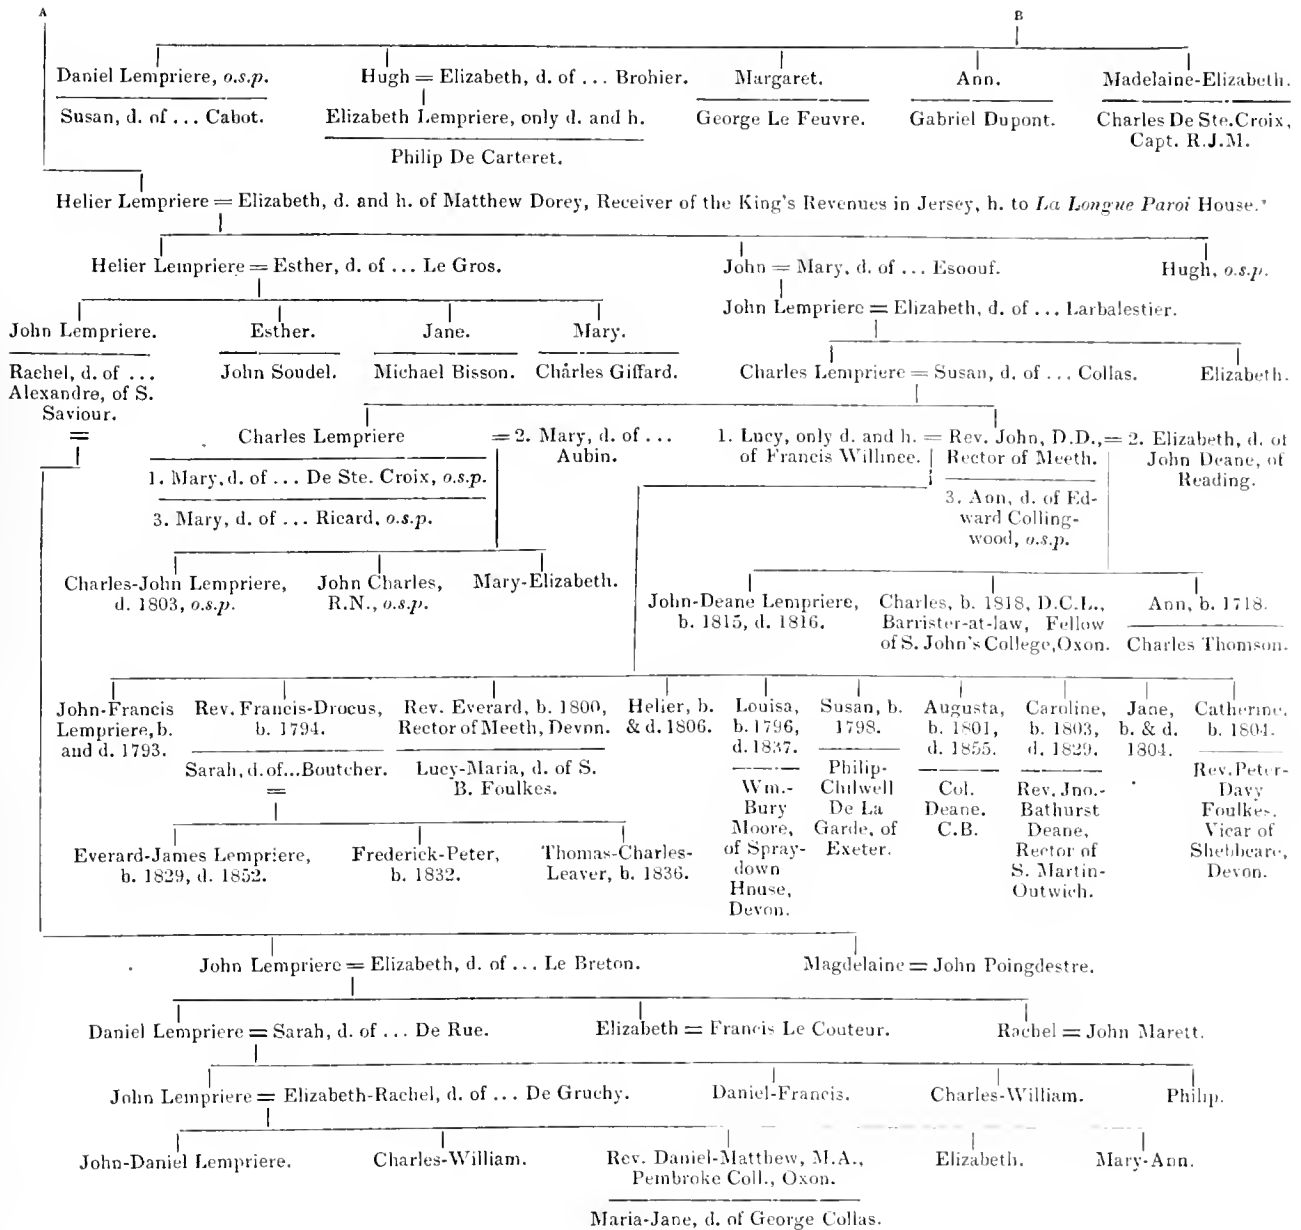 A B
Daniel Lempriere, o.s.p. Hugh = Elizabeth, d. of ... Brohier. Margaret. Ann. Madelaine-Elizabeth.
Susan, d. of ... Cabot. Elizabeth Lempriere, only d. and h. George Le Feuvre. Gabriel Dupont. Charles De Ste. Croix,
Capt. R.J.M.
Philip De Carteret.
Helier Lempriere = Elizabeth, d. and h. of Matthew Dorey, Receiver of the King's Revenues in Jersey, h. to La Longue Paroi House.*
Helier Lempriere = Esther, d. of ... Le Gros. John = Mary, d. of ... Esoouf. Hugh, o.s.p.
John Lempriere = Elizabeth, d. of ... Larbalestier.
John Lempriere. Esther. Jane. Mary.
Rachel, d. of ... John Soudel. Michael Bisson. Charles Giffard. Charles Lempriere = Susan, d. of ... Collas. Elizabeth.
Alexandre, of S.
Saviour.
= Charles Lempriere = 2. Mary, d. of ... 1. Lucy, only d. and h. = Rev. John, D.D., = 2. Elizabeth, d. of
Aubin. of Francis Willince. Rector of Meeth. John Deane, of
Reading.
1. Mary, d. of ... De Ste. Croix, o.s.p.
3. Mary, d. of ... Ricard, o.s.p. 3. Aon, d. of Ed-
ward Colling-
wood, o.s.p.
Charles-John Lempriere, John Charles, Mary-Elizabeth.
d. 1803, o.s.p. R.N., o.s.p.
John-Deane Lempriere, Charles, b. 1818, D.C.L., Ann, b. 1718.
b. 1815, d. 1816. Barrister-at-law, Fellow
of S. John's College, Oxon. Charles Thomson.
John-Francis Rev. Francis-Drocus, Rev. Everard, b. 1800, Helier, b. Louisa, Susan, b. Augusta, Caroline, Jane, Catherine,
Lempriere, b. b. 1794. Rector of Meeth, Devon. & d. 1806. b. 1796, 1798. b. 1801, b. 1803, b. & d. b. 1804.
and d. 1793. d. 1837. d. 1855. d. 1829. 1804.
Sarah, d. of ... Boutcher. Lucy-Maria, d. of S. Wm.- Philip- Col. Rev. Jno.- Rev. Peter-
= B. Foulkes. Bury Chilwell Deane. Bathurst Davy
Moore, De La C.B. Deane, Foulkes,
of Spray- Garde, of Rector of Vicar of
down Exeter. S. Martin- Shebbeare,
House, Outwich. Devon.
Devon.
Everard-James Lempriere, Frederick-Peter, Thomas-Charles-
b. 1829, d. 1852. b. 1832. Leaver, b. 1836.
John Lempriere = Elizabeth, d. of ... Le Breton. Magdelaine = John Poingdestre.
Daniel Lempriere = Sarah, d. of ... De Rue. Elizabeth = Francis Le Couteur. Rachel = John Marett.
John Lempriere = Elizabeth-Rachel, d. of ... De Gruchy. Daniel-Francis. Charles-William. Philip.
John-Daniel Lempriere. Charles-William. Rev. Daniel-Matthew, M.A., Elizabeth. Mary-Ann.
Pembroke Coll., Oxon.
Maria-Jane, d. of George Collas.